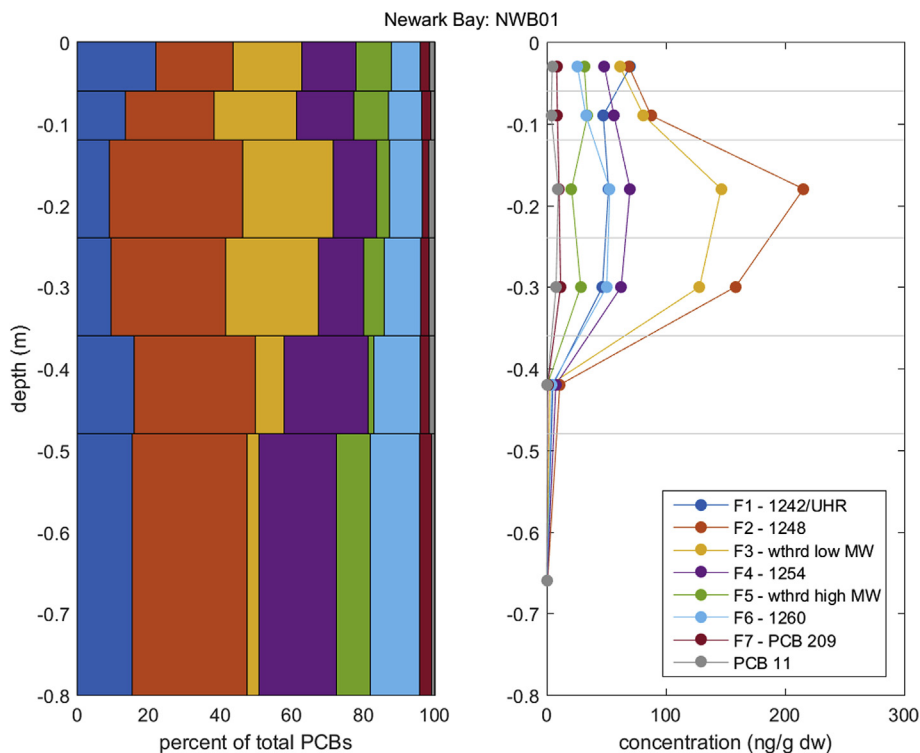 Newark Bay: NWB01
0
-0.1
-0.2
-0.3
-0.4
-0.5
-0.6
-0.7
-0.8
depth (m)
0 20 40 60 80 100
percent of total PCBs
0
-0.1
-0.2
-0.3
-0.4
-0.5
-0.6
-0.7
-0.8
F1 - 1242/UHR
F2 - 1248
F3 - wthrd low MW
F4 - 1254
F5 - wthrd high MW
F6 - 1260
F7 - PCB 209
PCB 11
0 100 200 300
concentration (ng/g dw)